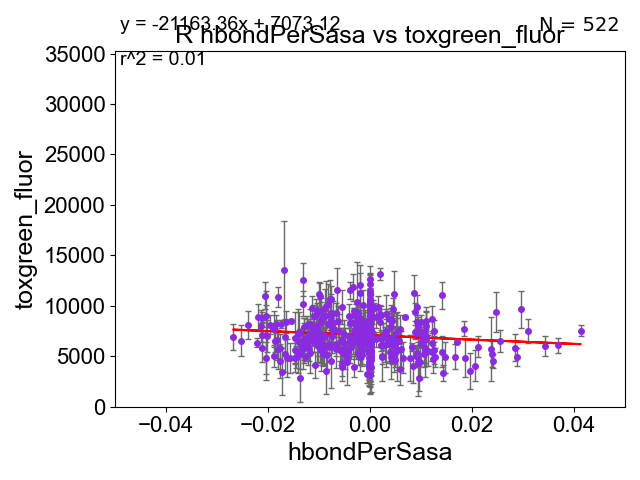 y = -21163.36x + 7073.12
N = 522
R hbondPerSasa vs toxgreen_fluor
r^2 = 0.01
35000
30000
25000
20000
15000
10000
5000
0
toxgreen_fluor
−0.04
−0.02
0.00
0.02
0.04
hbondPerSasa